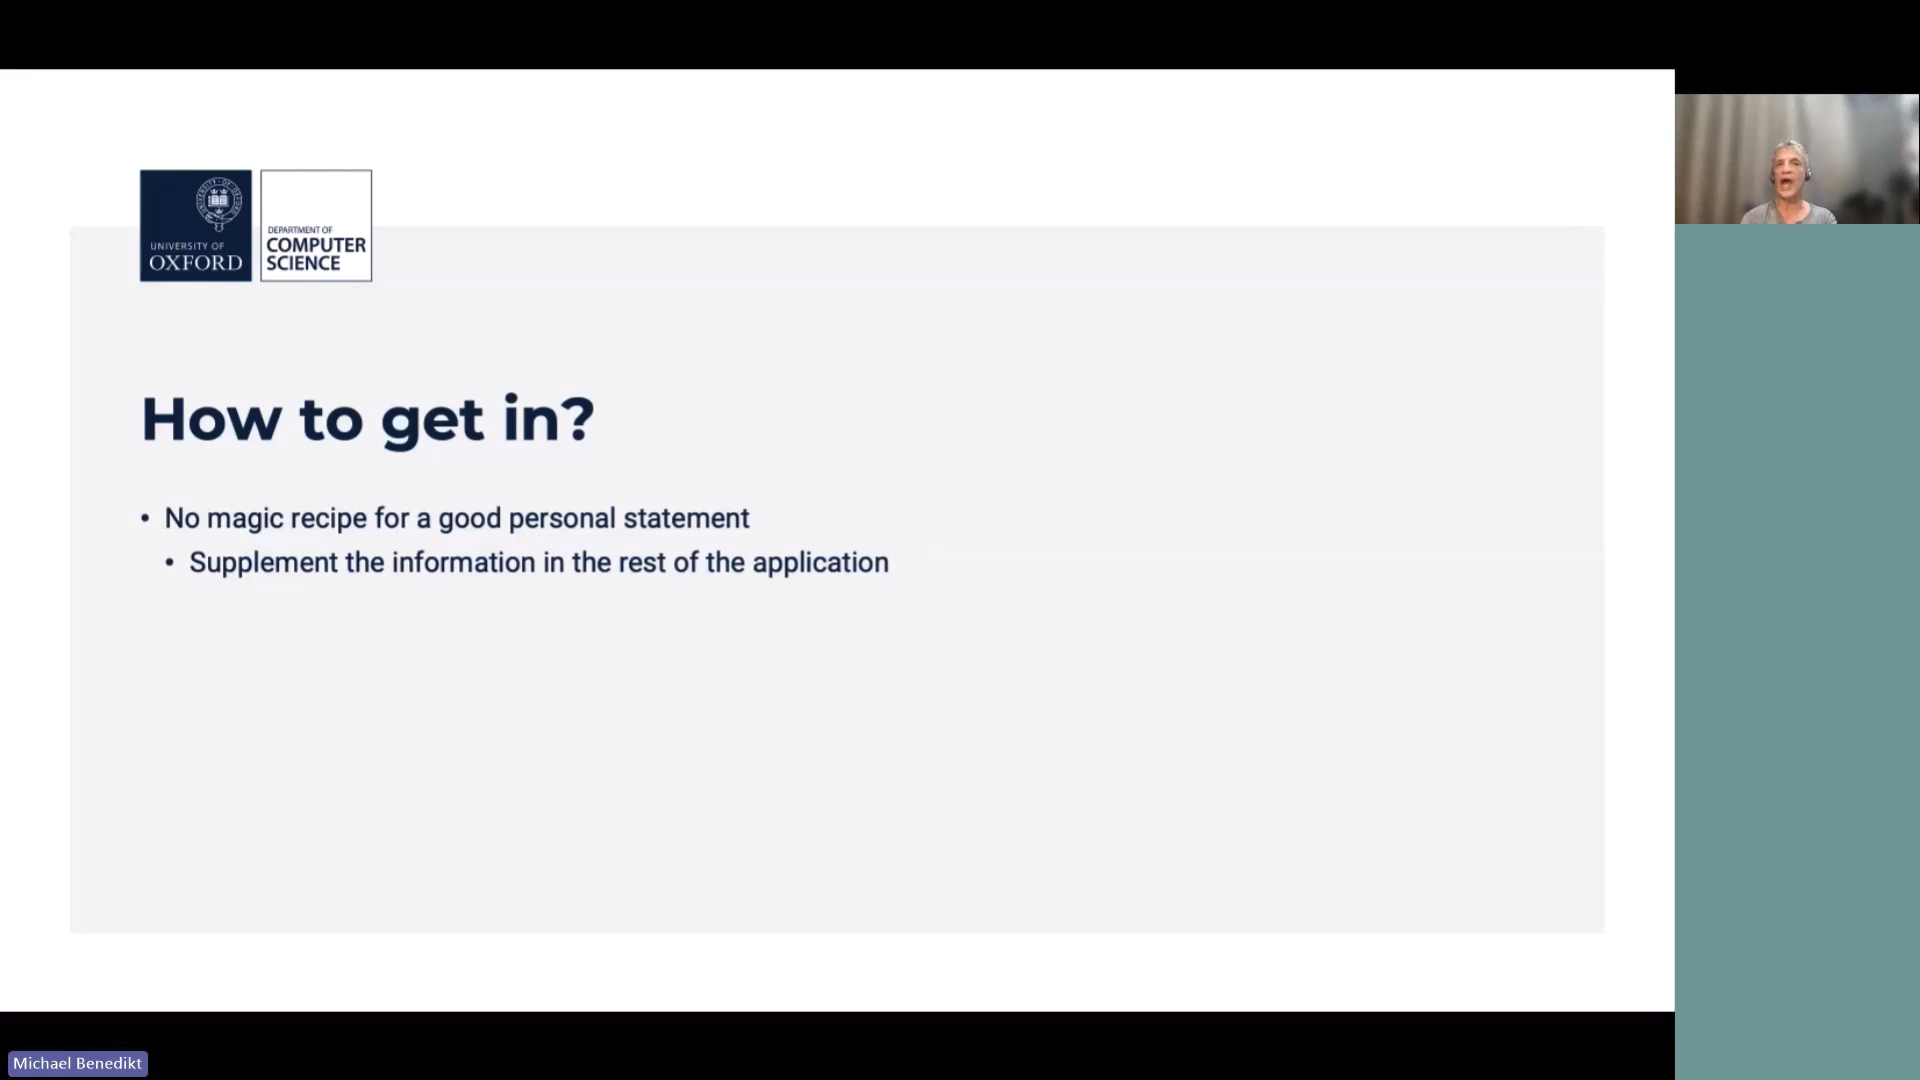 UNIVERSITY OF
OXFORD
DEPARTMENT OF
COMPUTER
SCIENCE
How to get in?
• No magic recipe for a good personal statement
• Supplement the information in the rest of the application
Michael Benedikt